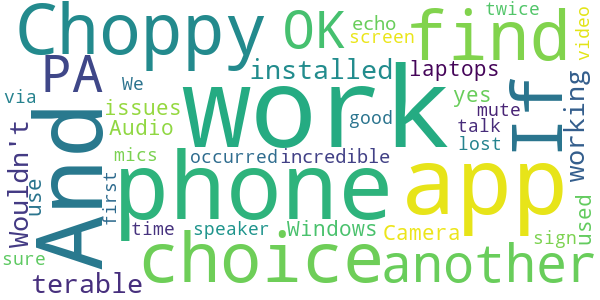 Choppy
OK
echo
screen
find
twice
video
PA
We
installed
laptops
via
issues
work
good
yes
mute
If
working
Wouldn't
And
Audio
talk
lost
use
first
mics
occurred
incredible
phone
app
used
time
speaker
Windows
Camera
sign
sure
terable
choice
another